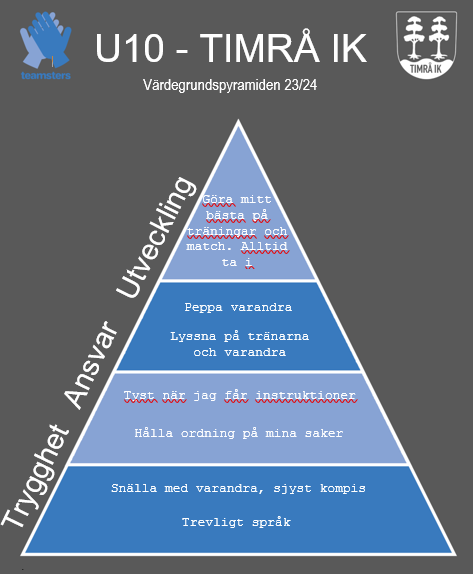 teamsters
U10 - TIMRÅ IK
TIMRÅ IK
Värdegrundspyramiden 23/24
Göra mitt
bästa på
träningar och
match. Alltid
ta i
Peppa varandra
Lyssna på tränarna
och varandra
Tyst när jag får instruktioner
Hålla ordning på mina saker
Snälla med varandra, sjyst kompis
Trevligt språk
Trygghet Ansvar Utveckling